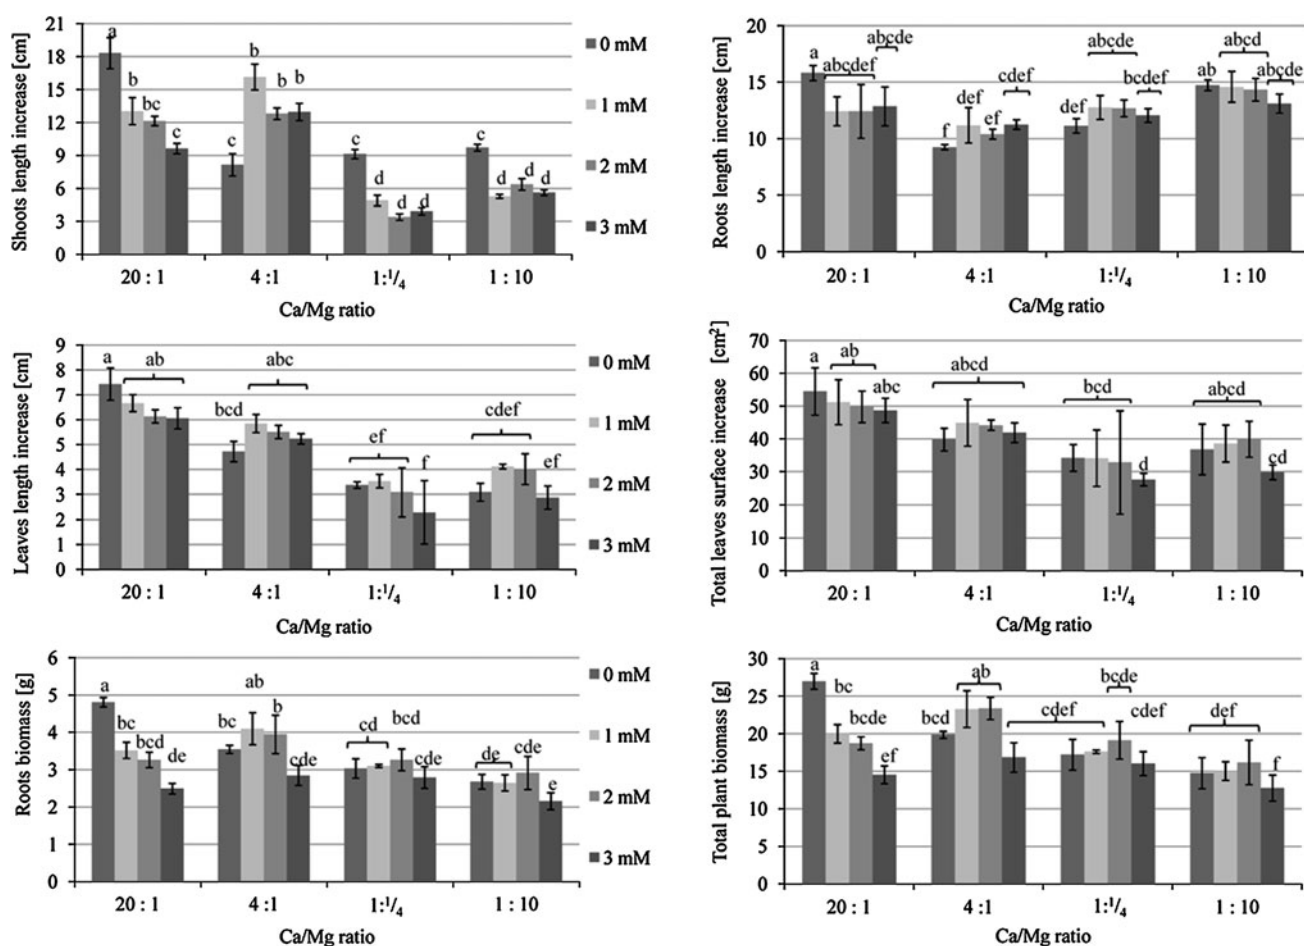 Shoots length increase [cm]
21
18
15
12
9
6
3
0
a
b
bc
c
c
b
b
b
c
d
d
d
c
d
d
d
20 : 1
4 :1
1:¹/₄
1 : 10
Ca/Mg ratio
0 mM
1 mM
2 mM
3 mM
Roots length increase [cm]
20
15
10
5
0
a
abcdef
abcde
f
def
ef
cdef
def
abcde
bcdef
ab
abcd
abcde
20 : 1
4 :1
1:¹/₄
1 : 10
Ca/Mg ratio
Leaves length increase [cm]
9
8
7
6
5
4
3
2
1
0
a
ab
bcd
abc
ef
f
cdef
ef
20 : 1
4 :1
1:¹/₄
1 : 10
Ca/Mg ratio
0 mM
1 mM
2 mM
3 mM
Total leaves surface increase [cm²]
70
60
50
40
30
20
10
0
a
ab
abc
abcd
bcd
d
abcd
cd
20 : 1
4 :1
1:¹/₄
1 : 10
Ca/Mg ratio
Roots biomass [g]
6
5
4
3
2
1
0
a
bc
bcd
de
bc
ab
b
cde
cd
bcd
cde
de
cde
e
20 : 1
4 :1
1:¹/₄
1 : 10
Ca/Mg ratio
0 mM
1 mM
2 mM
3 mM
Total plant biomass [g]
30
25
20
15
10
5
0
a
bc
bcde
ef
bcd
ab
cdef
bcde
cdef
def
f
20 : 1
4 :1
1:¹/₄
1 : 10
Ca/Mg ratio